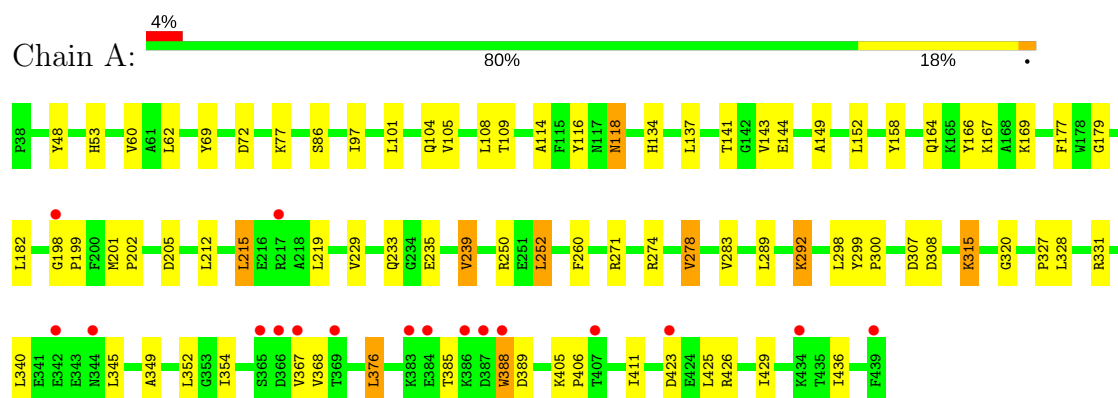 4%
Chain A:
80% 18% •
P38 Y48 H53 V60 A61 L62 Y69 D72 K77 S86 I97 L101 Q104 V105 L108 T109 A114 F115 Y116 N117 N118 H134 L137 T141 G142 V143 E144 A149 L152 Y158 Q164 K165 Y166 K167 A168 K169 F177 W178 G179
L182 G198 P199 F200 M201 P202 D205 L212 L215 E216 R217 A218 L219 V229 Q233 G234 E235 V239 R250 E251 L252 F260 R271 R274 V278 V283 L289 K292 L298 Y299 P300 D307 D308 K315 G320 P327 L328 R331
L340 E341 E342 E343 N344 L345 A349 L352 G353 I354 S365 D366 V367 V368 T369 L376 K383 E384 T385 K386 D387 W388 D389 K405 P406 T407 I411 D423 E424 L425 R426 I429 K434 T435 I436 F439